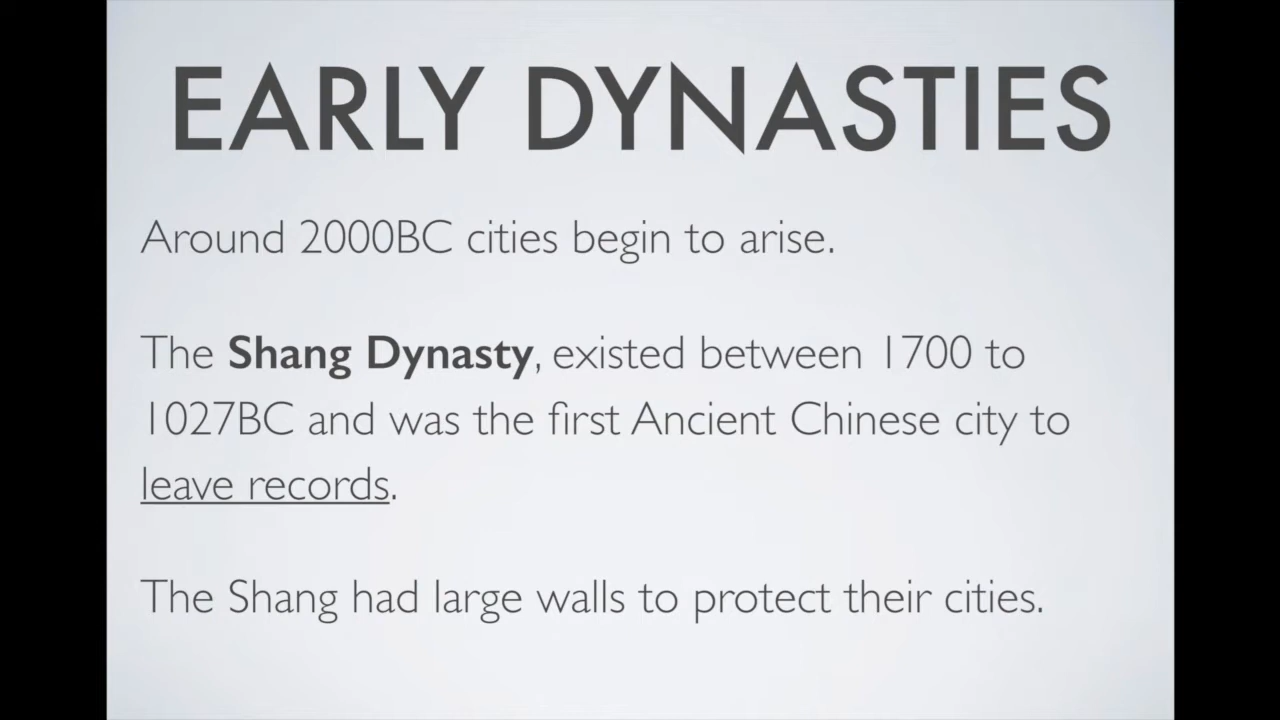 EARLY DYNASTIES
Around 2000BC cities begin to arise.
The Shang Dynasty, existed between 1700 to
1027BC and was the first Ancient Chinese city to
leave records.
The Shang had large walls to protect their cities.